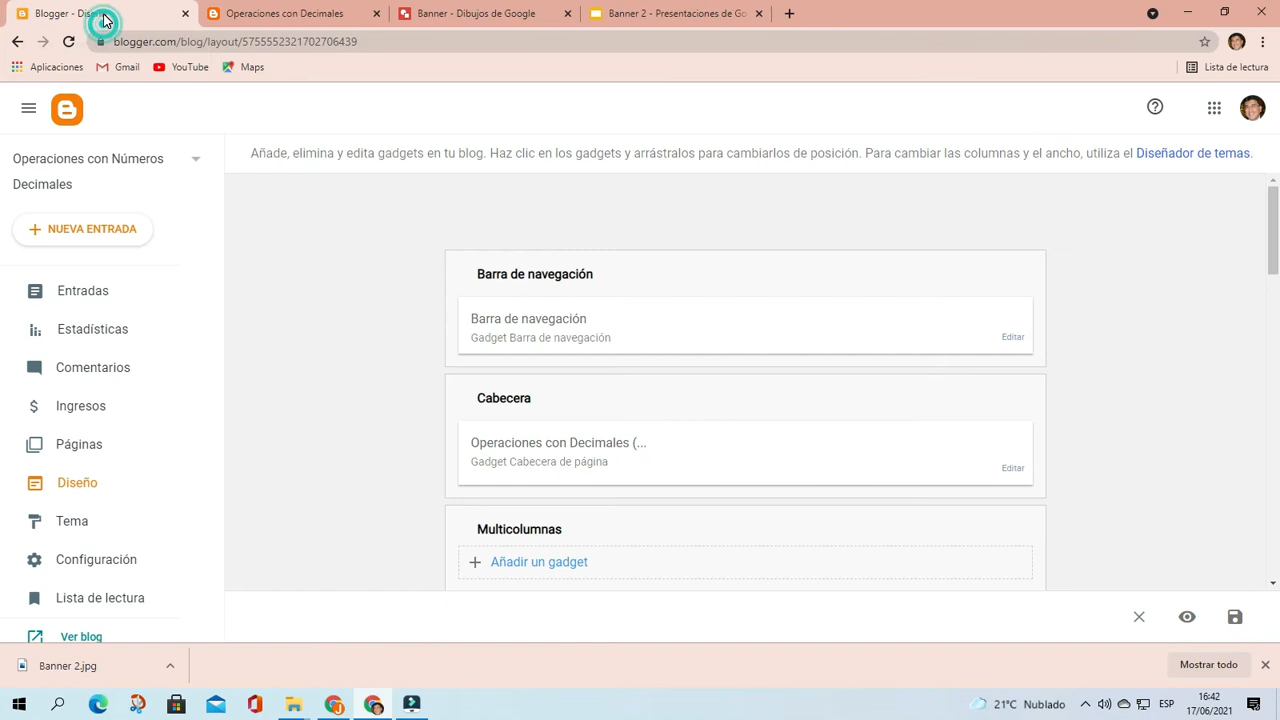 Blogger - Dis
Operaciones con Decimales
Banner - Dibujos de Google
Banner 2 - Presentaciones de Go
blogger.com/blog/layout/5755552321702706439
Aplicaciones
Gmail
YouTube
Maps
Lista de lectura
Operaciones con Números
Decimales
Añade, elimina y edita gadgets en tu blog. Haz clic en los gadgets y arrástralos para cambiarlos de posición. Para cambiar las columnas y el ancho, utiliza el Diseñador de temas.
NUEVA ENTRADA
Entradas
Estadísticas
Comentarios
Ingresos
Páginas
Diseño
Tema
Configuración
Lista de lectura
Ver blog
Barra de navegación
Barra de navegación
Gadget Barra de navegación
Editar
Cabecera
Operaciones con Decimales (...
Gadget Cabecera de página
Editar
Multicolumnas
Añadir un gadget
Banner 2.jpg
Mostrar todo
21°C Nublado
ESP
16:42
17/06/2021